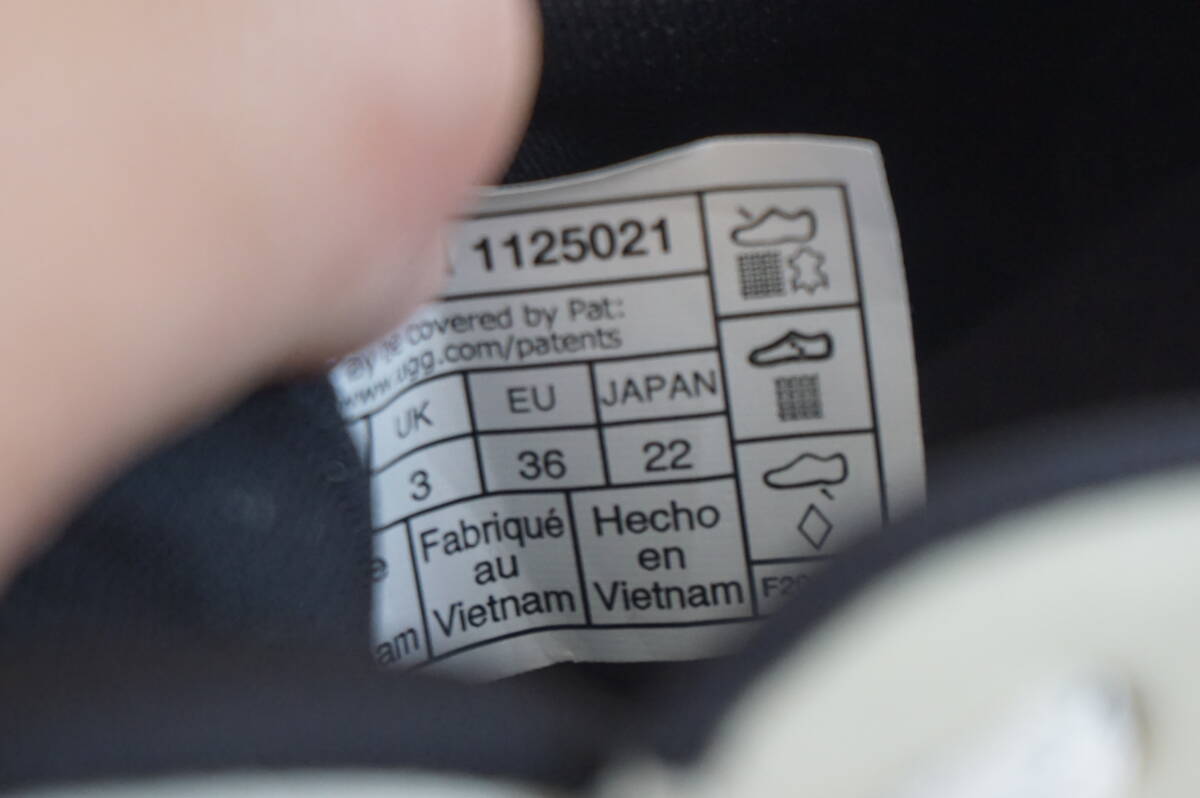 1125021
covered by Pat:
www.ugg.com/patents
UK EU JAPAN
3 36 22
Fabriqué
au
Vietnam
Hecho
en
Vietnam